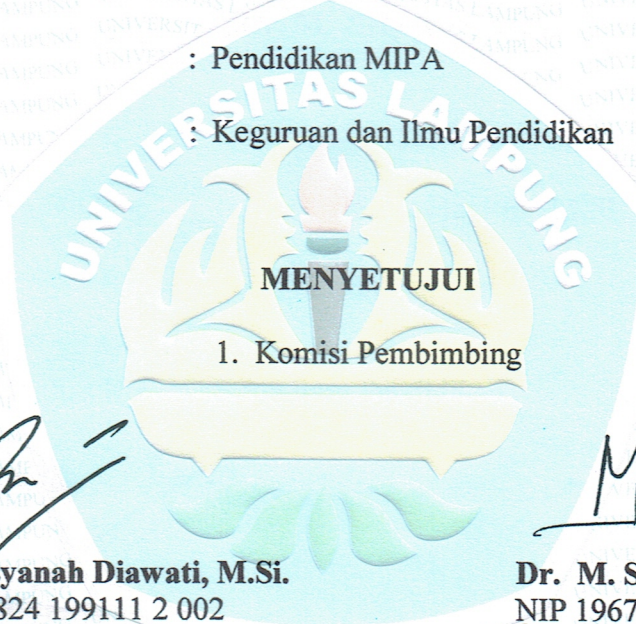 : Pendidikan MIPA
UNIVERSITAS LAMPUNG
: Keguruan dan Ilmu Pendidikan
MENYETUJUI
1. Komisi Pembimbing
yanah Diawati, M.Si.
Dr. M. S
824 199111 2 002
NIP 1967